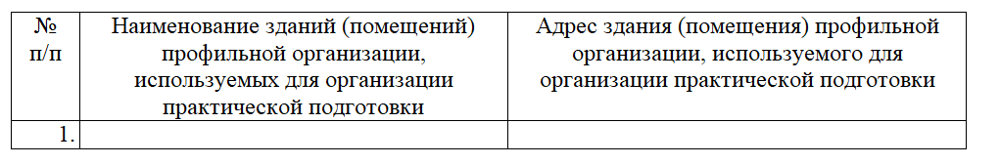 №
п/п
Наименование зданий (помещений)
профильной организации,
используемых для организации
практической подготовки
Адрес здания (помещения) профильной
организации, используемого для
организации практической подготовки
1.